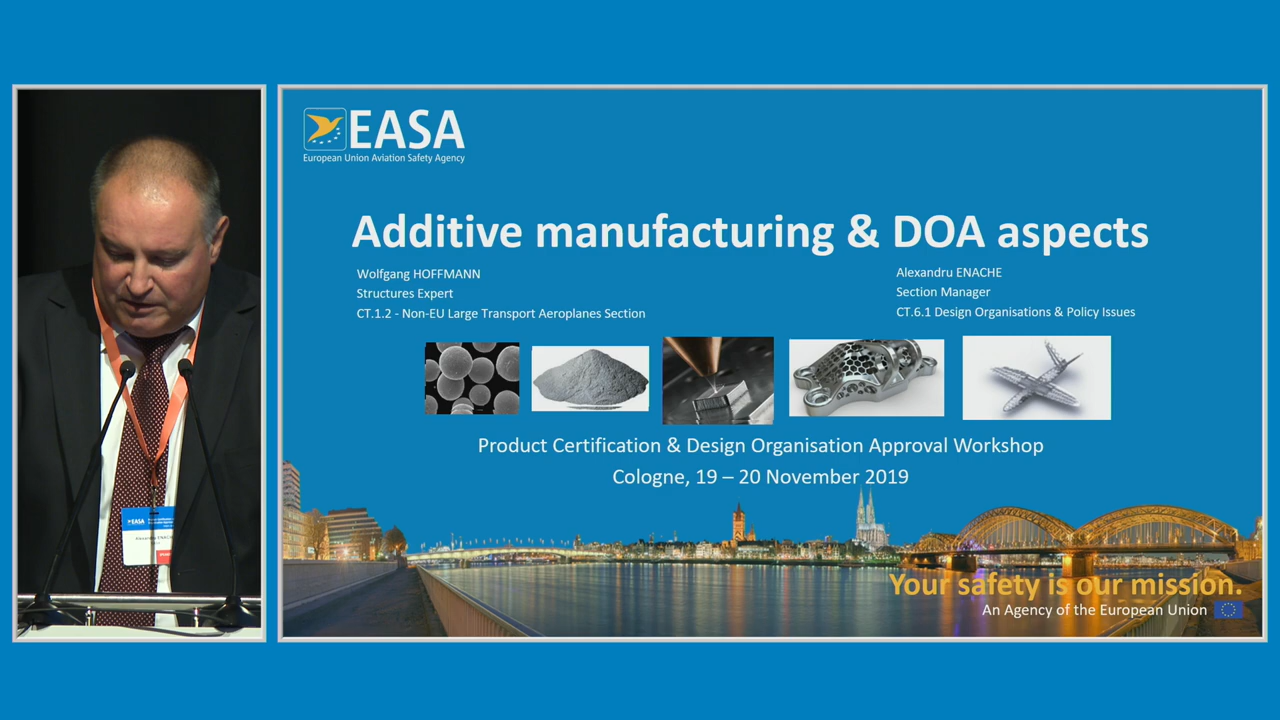 EASA
European Union Aviation Safety Agency
Additive manufacturing & DOA aspects
Wolfgang HOFFMANN
Structures Expert
CT.1.2 - Non-EU Large Transport Aeroplanes Section
Alexandru ENACHE
Section Manager
CT.6.1 Design Organisations & Policy Issues
Product Certification & Design Organisation Approval Workshop
Cologne, 19 – 20 November 2019
Your safety is our mission.
An Agency of the European Union
EASA